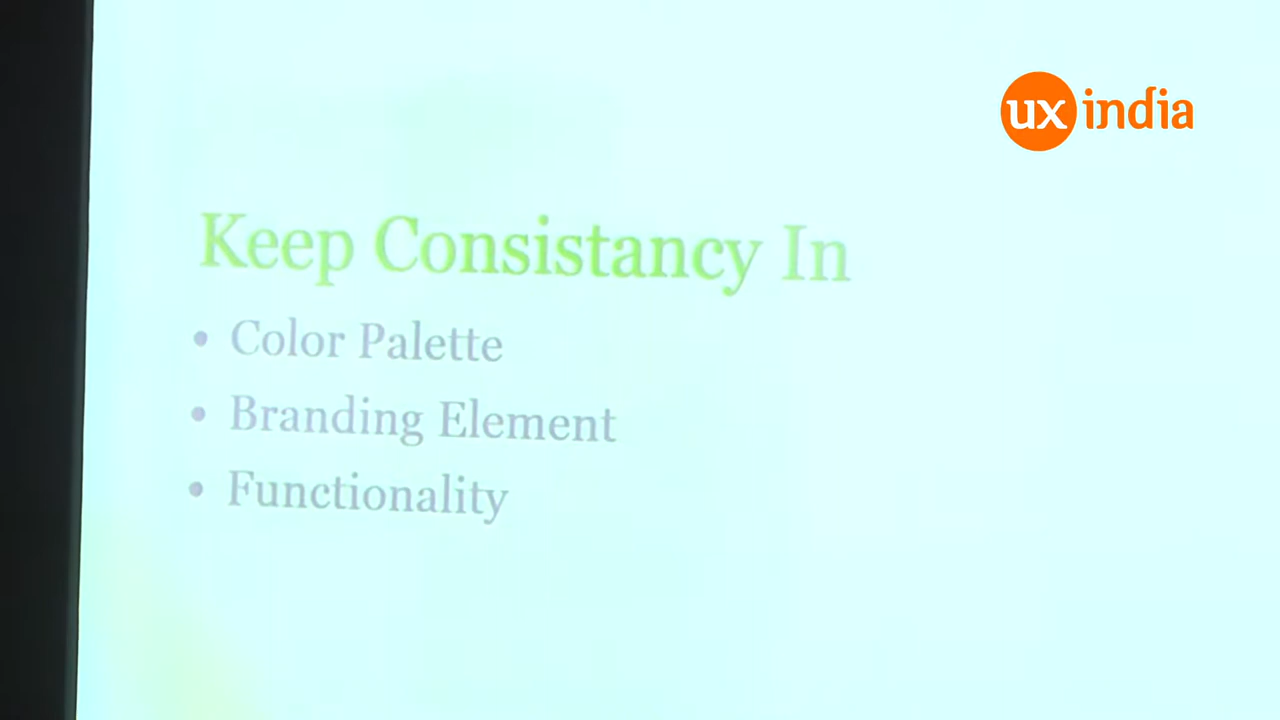 ux india
Keep Consistancy In
• Color Palette
• Branding Element
• Functionality